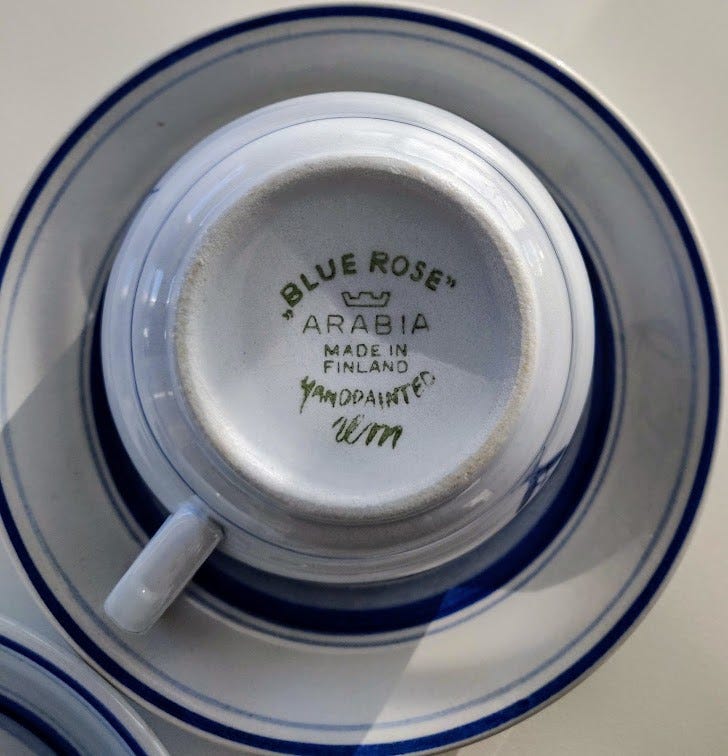 „BLUE ROSE”
ARABIA
MADE IN
FINLAND
HANDPAINTED